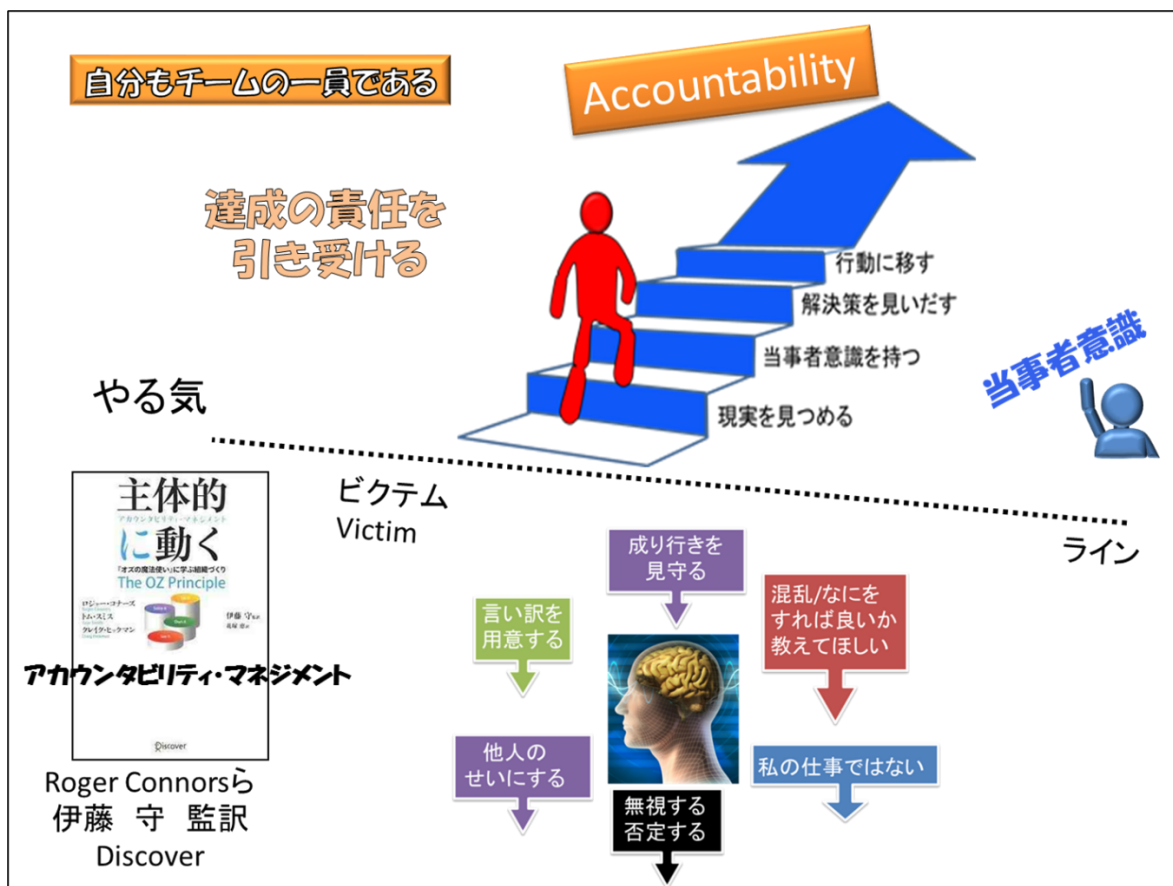 自分もチームの一員である
Accountability
達成の責任を
引き受ける
行動に移す
解決策を見いだす
当事者意識を持つ
現実を見つめる
当事者意識
やる気
ビクテム
Victim
ライン
主体的
アカウンタビリティ・マネジメント
に動く
「オズの魔法使い」に学ぶ組織づくり
The OZ Principle
ロジャー・コナーズ
トム・スミス
クレイグ・ヒックマン
伊藤 守
アカウンタビリティ・マネジメント
Discover
Roger Connorsら
伊藤 守 監訳
Discover
成り行きを
見守る
言い訳を
用意する
混乱/なにを
すれば良いか
教えてほしい
他人の
せいにする
私の仕事ではない
無視する
否定する